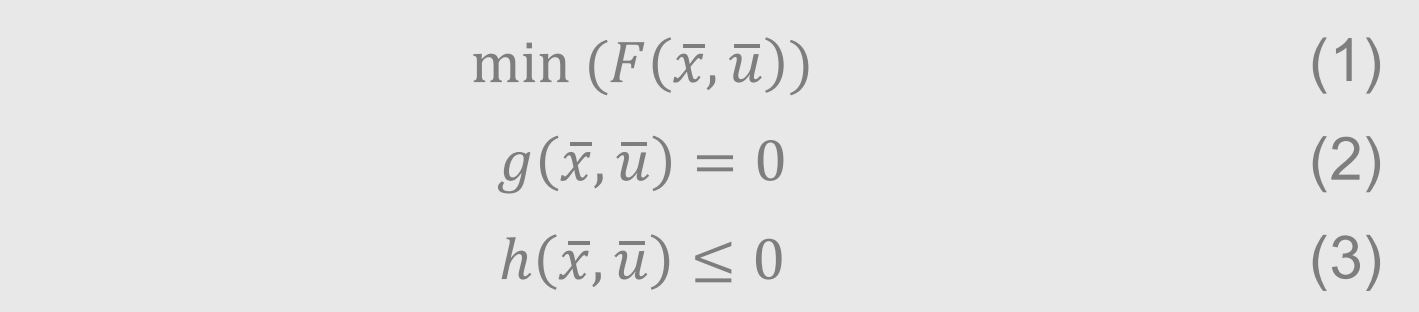 min (F(x̄, ū)) (1)
g(x̄, ū) = 0 (2)
h(x̄, ū) ≤ 0 (3)